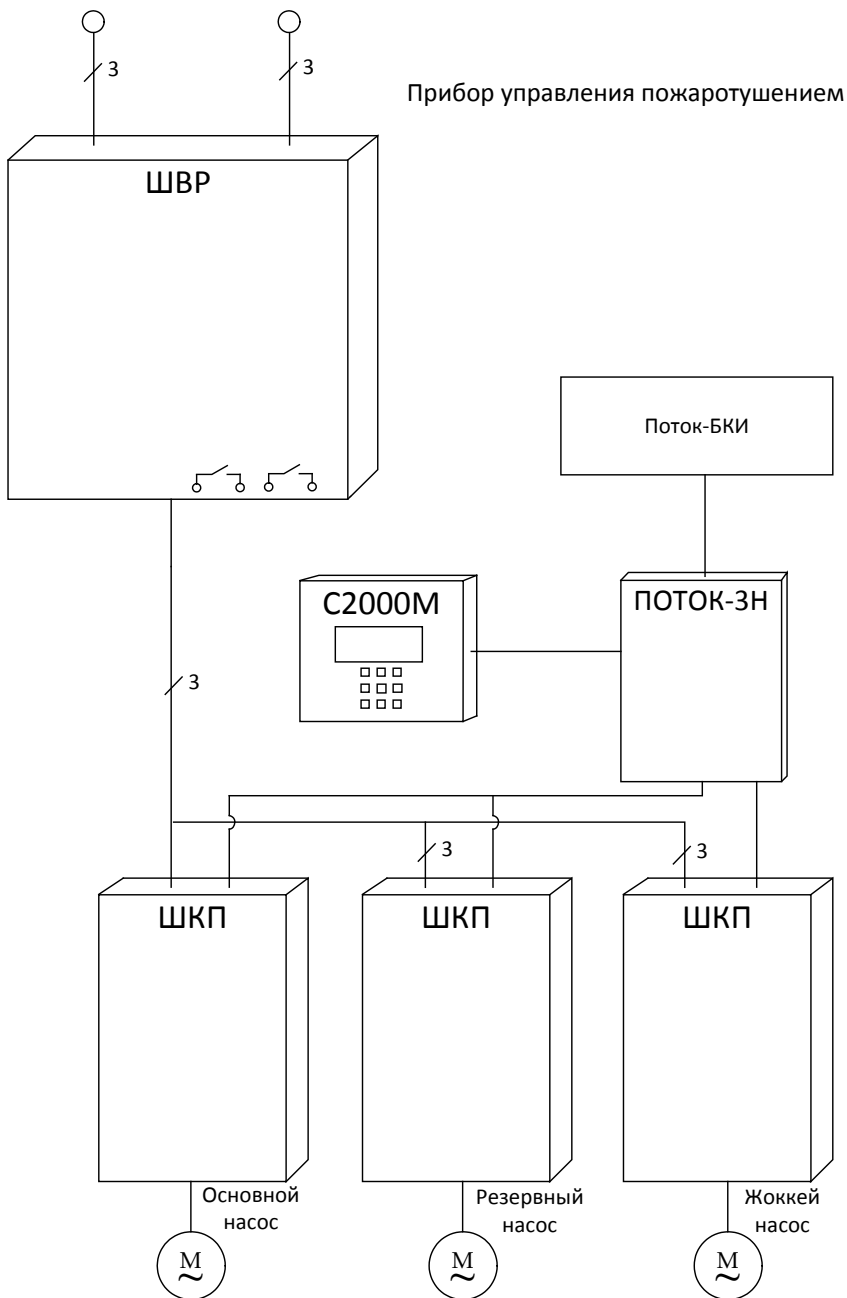 3
3
Прибор управления пожаротушением
ШВР
Поток-БКИ
С2000М
ПОТОК-3Н
3
3
3
ШКП
ШКП
ШКП
Основной
насос
Резервный
насос
Жоккей
насос
M
~
M
~
M
~